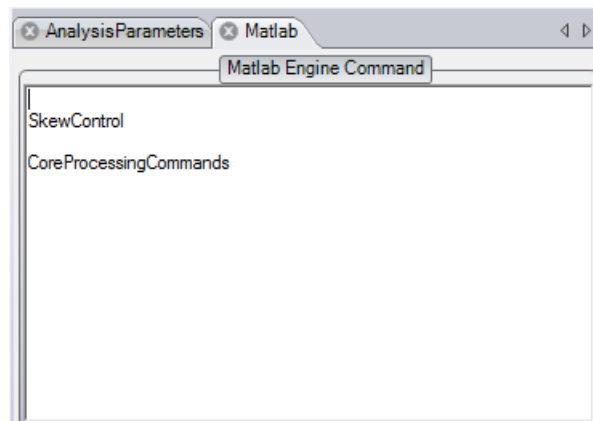 AnalysisParameters Matlab
Matlab Engine Command
SkewControl
CoreProcessingCommands